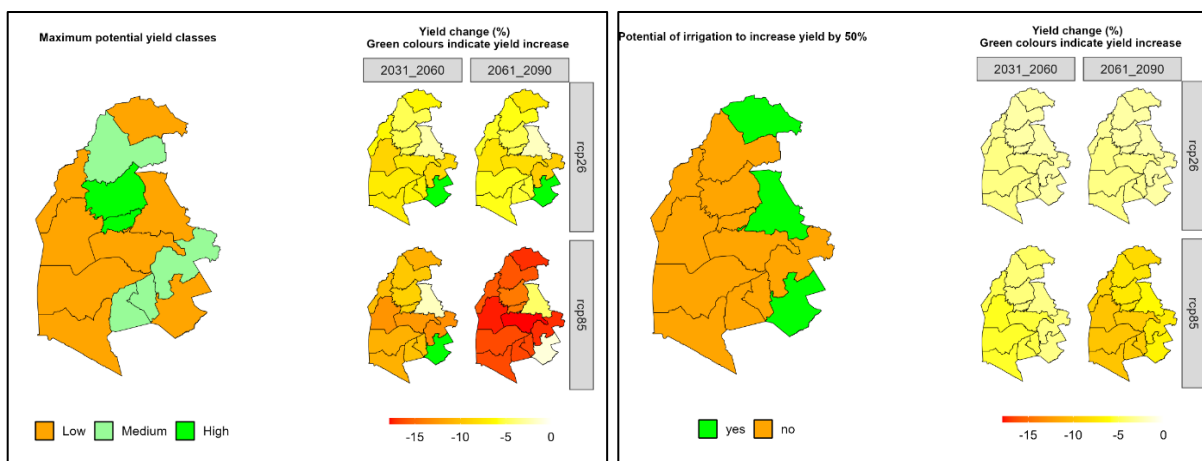 Maximum potential yield classes
Yield change (%)
Green colours indicate yield increase
2031_2060
2061_2090
rcp26
rcp85
Low
Medium
High
-15
-10
-5
0
Potential of irrigation to increase yield by 50%
Yield change (%)
Green colours indicate yield increase
2031_2060
2061_2090
rcp26
rcp85
yes
no
-15
-10
-5
0